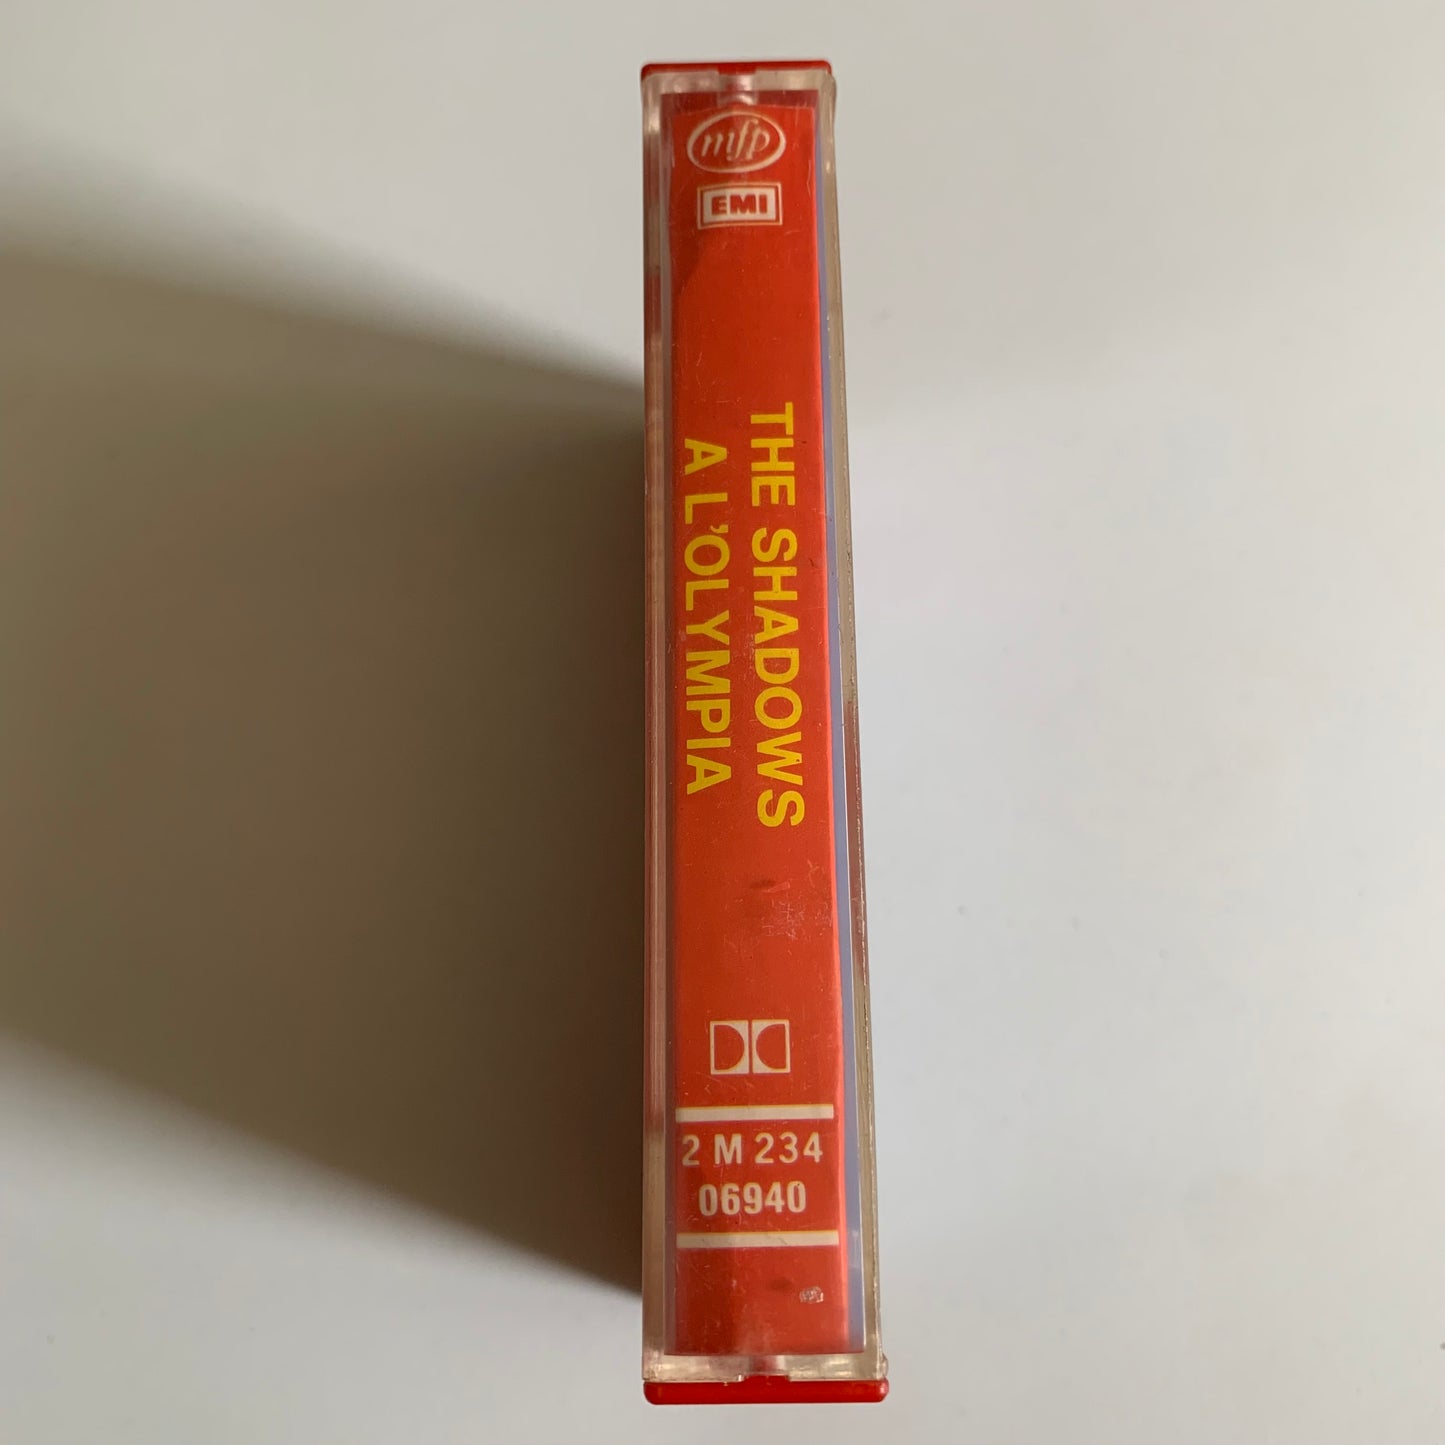 mfp
EMI
THE SHADOWS
A L'OLYMPIA
2 M 234
06940